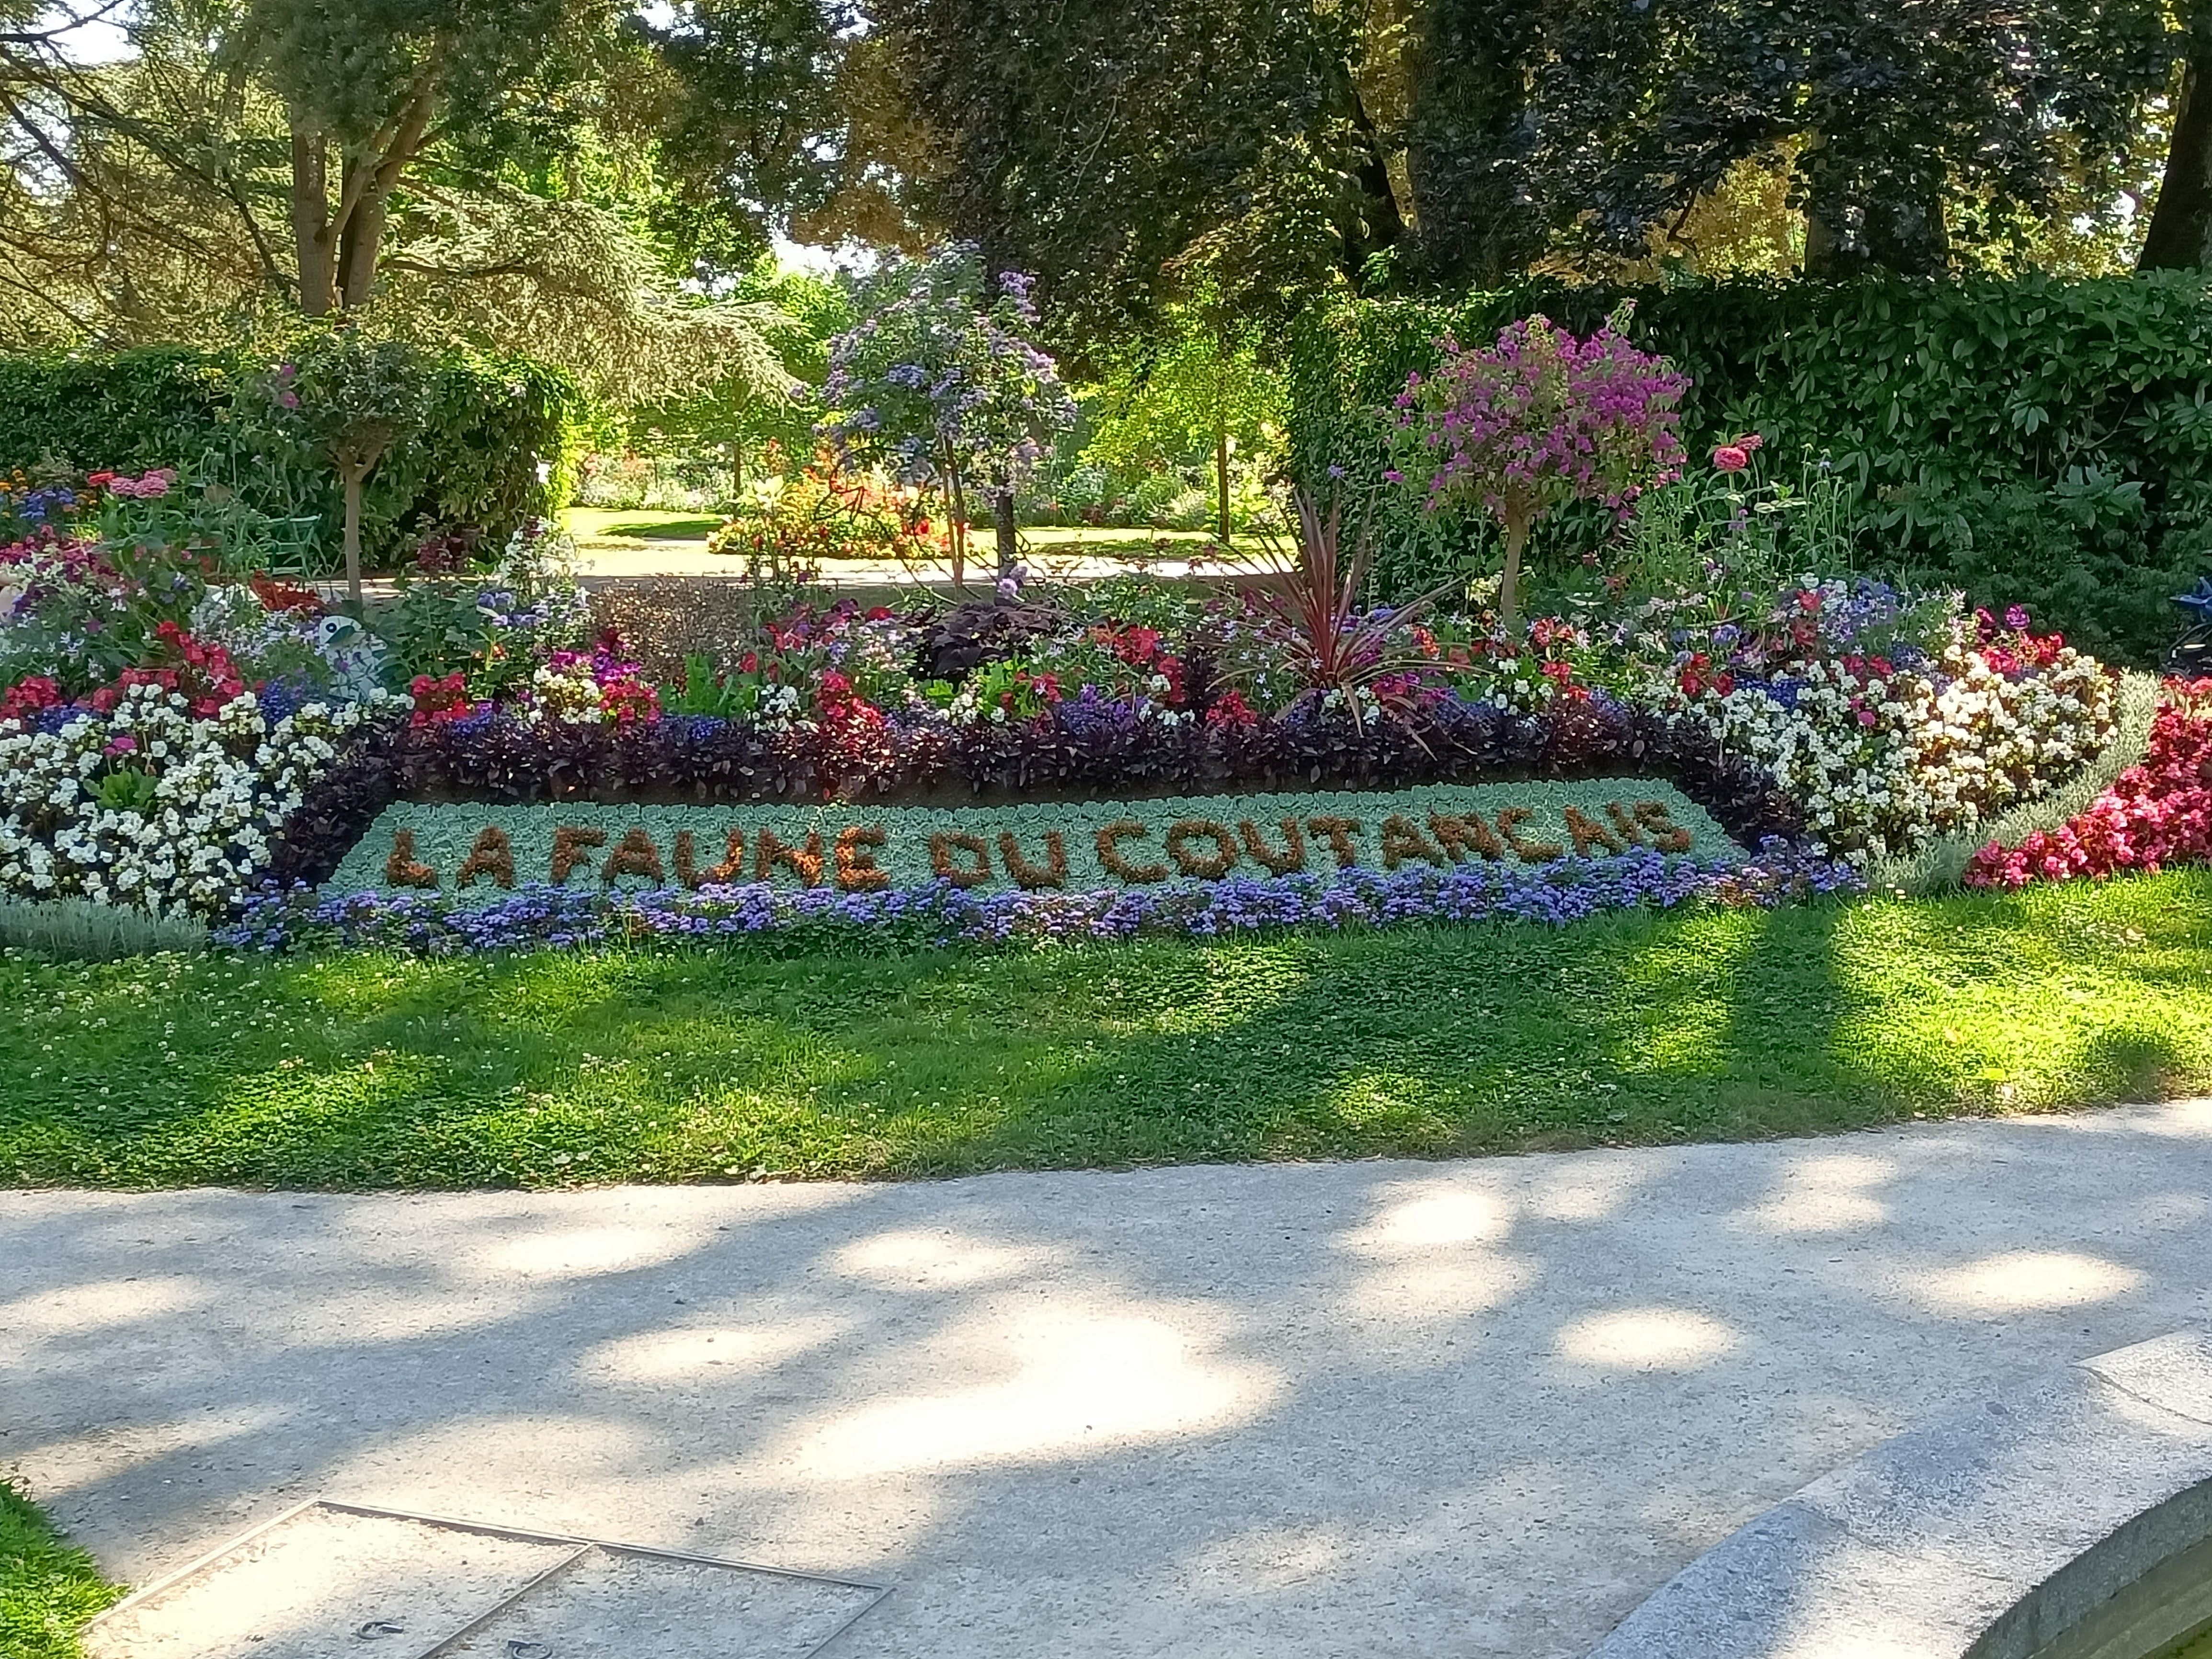 LA FAUNE DU COUTANCAIS